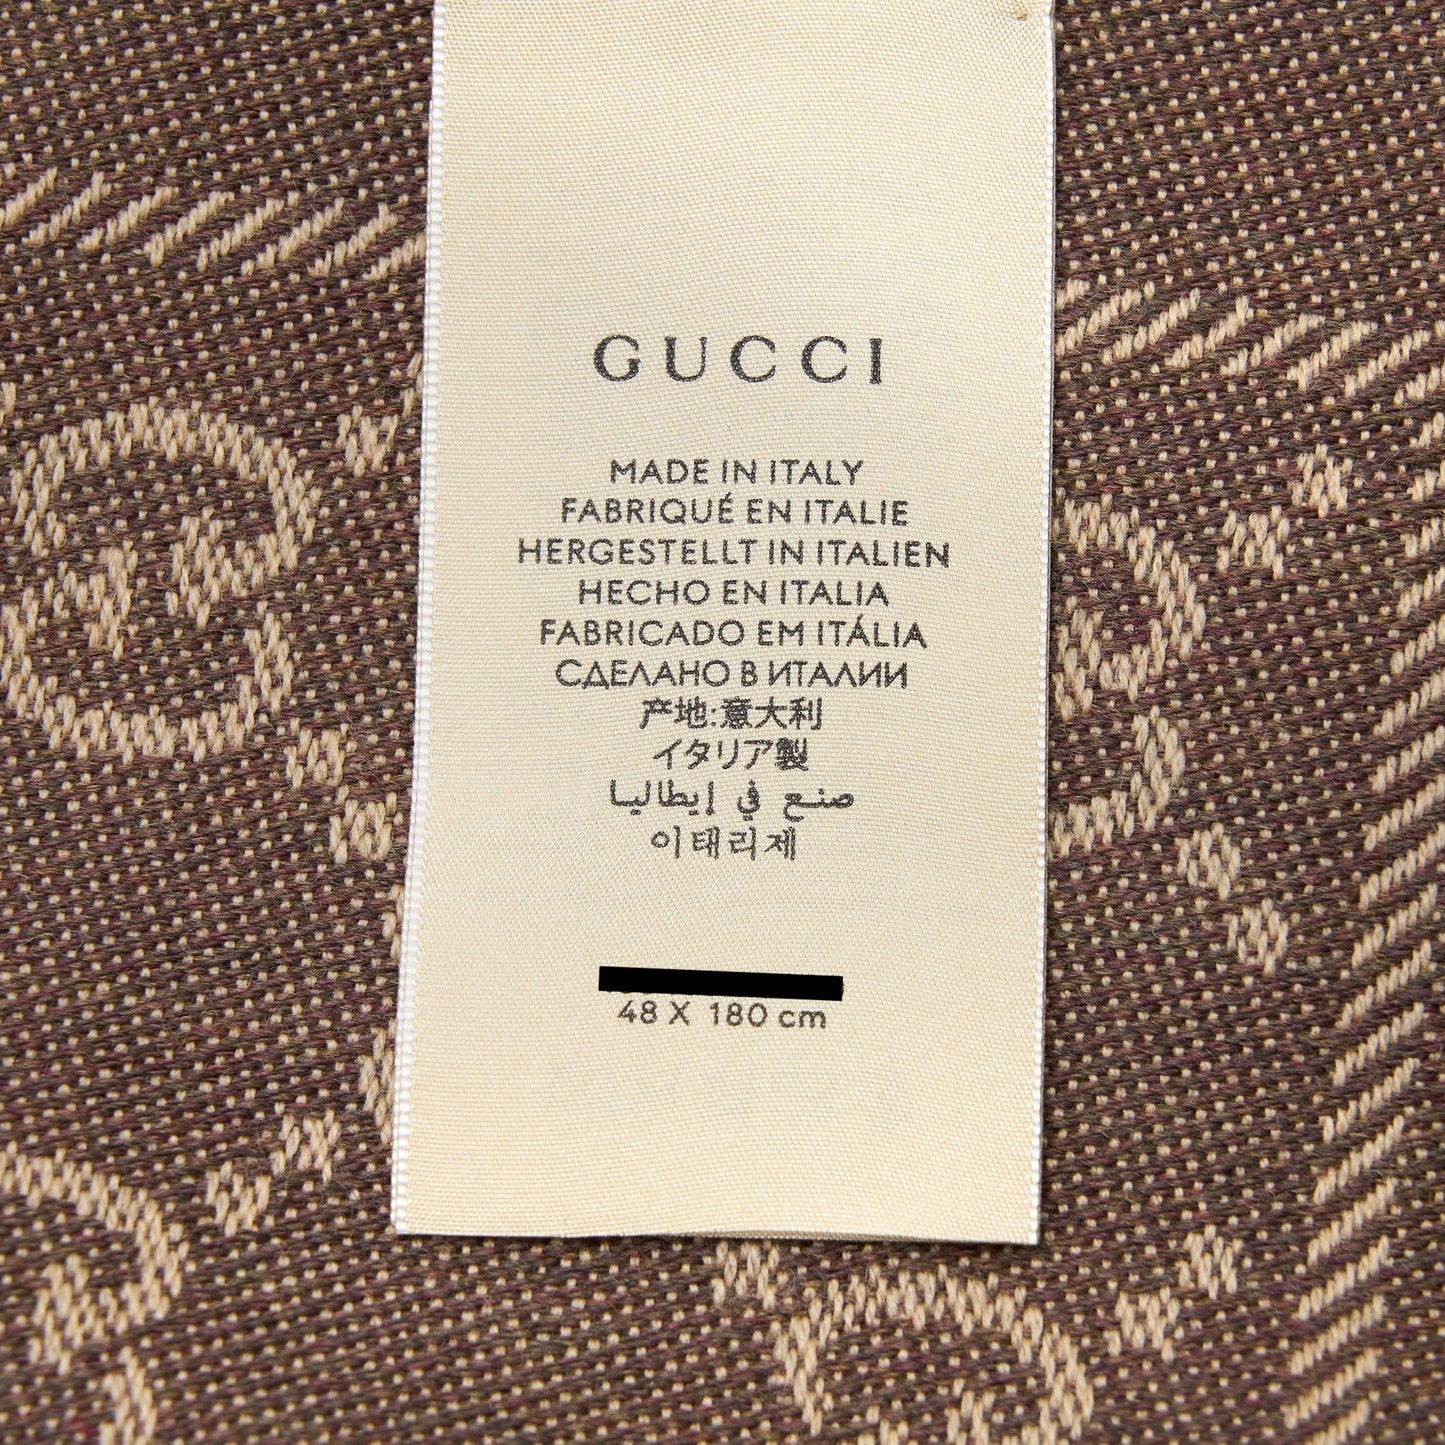 GUCCI
MADE IN ITALY
FABRIQUÉ EN ITALIE
HERGESTELLT IN ITALIEN
HECHO EN ITALIA
FABRICADO EM ITÁLIA
СДЕЛАНО В ИТАЛИИ
产地:意大利
イタリア製
صنع في إيطاليا
이태리제
48 X 180 cm